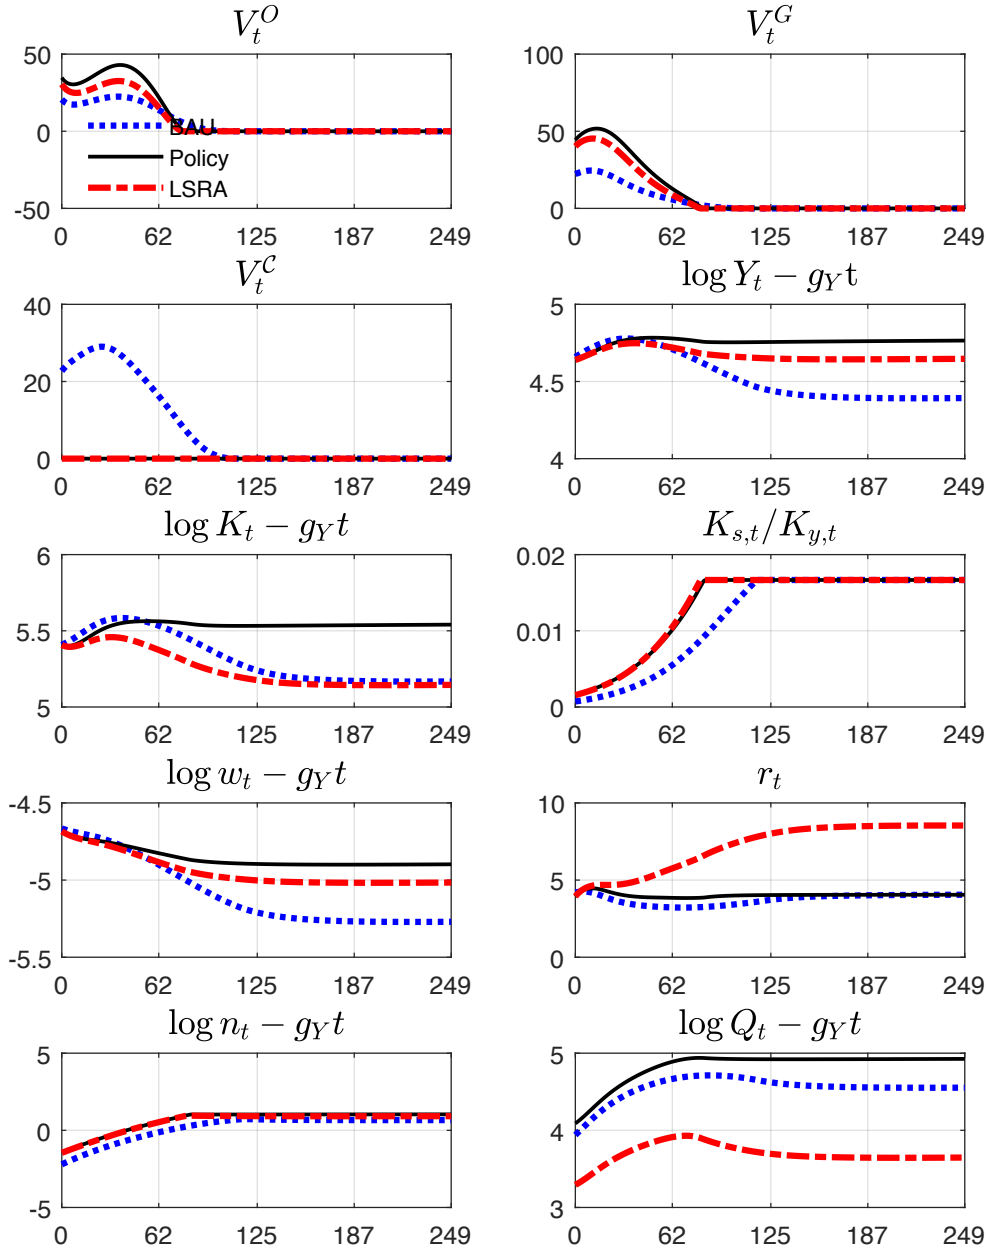 V_t^O
50
0
-50
0 62 125 187 249
BAU
Policy
LSRA
V_t^G
100
50
0
0 62 125 187 249
V_t^C
40
20
0
0 62 125 187 249
log Y_t − g_Y t
5
4.5
4
0 62 125 187 249
log K_t − g_Y t
6
5.5
5
0 62 125 187 249
K_{s,t}/K_{y,t}
0.02
0.01
0
0 62 125 187 249
log w_t − g_Y t
-4.5
-5
-5.5
0 62 125 187 249
r_t
10
5
0
0 62 125 187 249
log n_t − g_Y t
5
0
-5
0 62 125 187 249
log Q_t − g_Y t
5
4
3
0 62 125 187 249